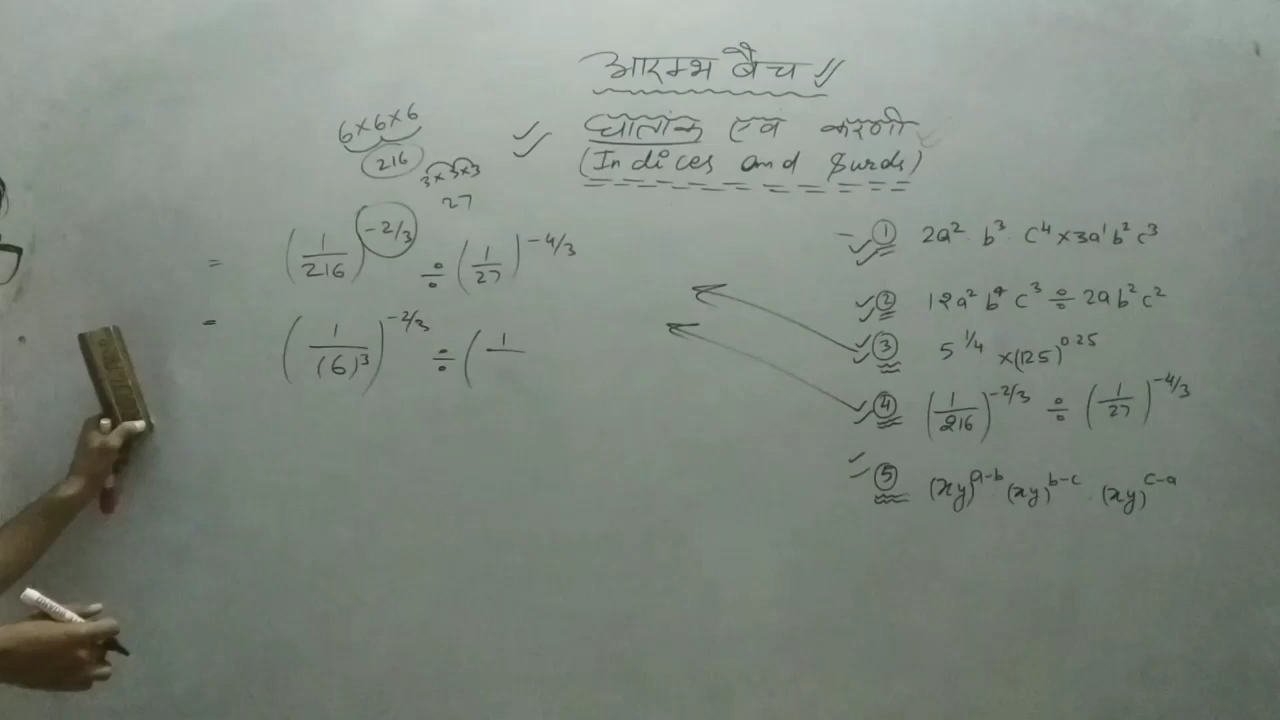 आरम्भ बैच //
6×6×6
216
3×3×3
27
घातांक एव करणी
(Indices and Surds)
= (1/216)^-2/3 ÷ (1/27)^-4/3
= (1/(6)³)^-2/3 ÷ (1/
① 2a² b³ c⁴ × 3a¹ b² c³
② 12a² b⁴ c³ ÷ 2ab² c²
③ 5^1/4 × (125)^0.25
④ (1/216)^-2/3 ÷ (1/27)^-4/3
⑤ (xy)^a-b · (xy)^b-c · (xy)^c-a